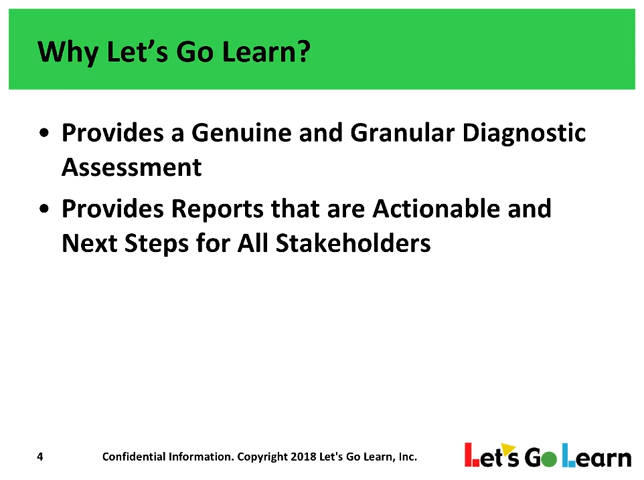 Why Let’s Go Learn?
• Provides a Genuine and Granular Diagnostic
Assessment
• Provides Reports that are Actionable and
Next Steps for All Stakeholders
4 Confidential Information. Copyright 2018 Let's Go Learn, Inc.
Let's Go Learn